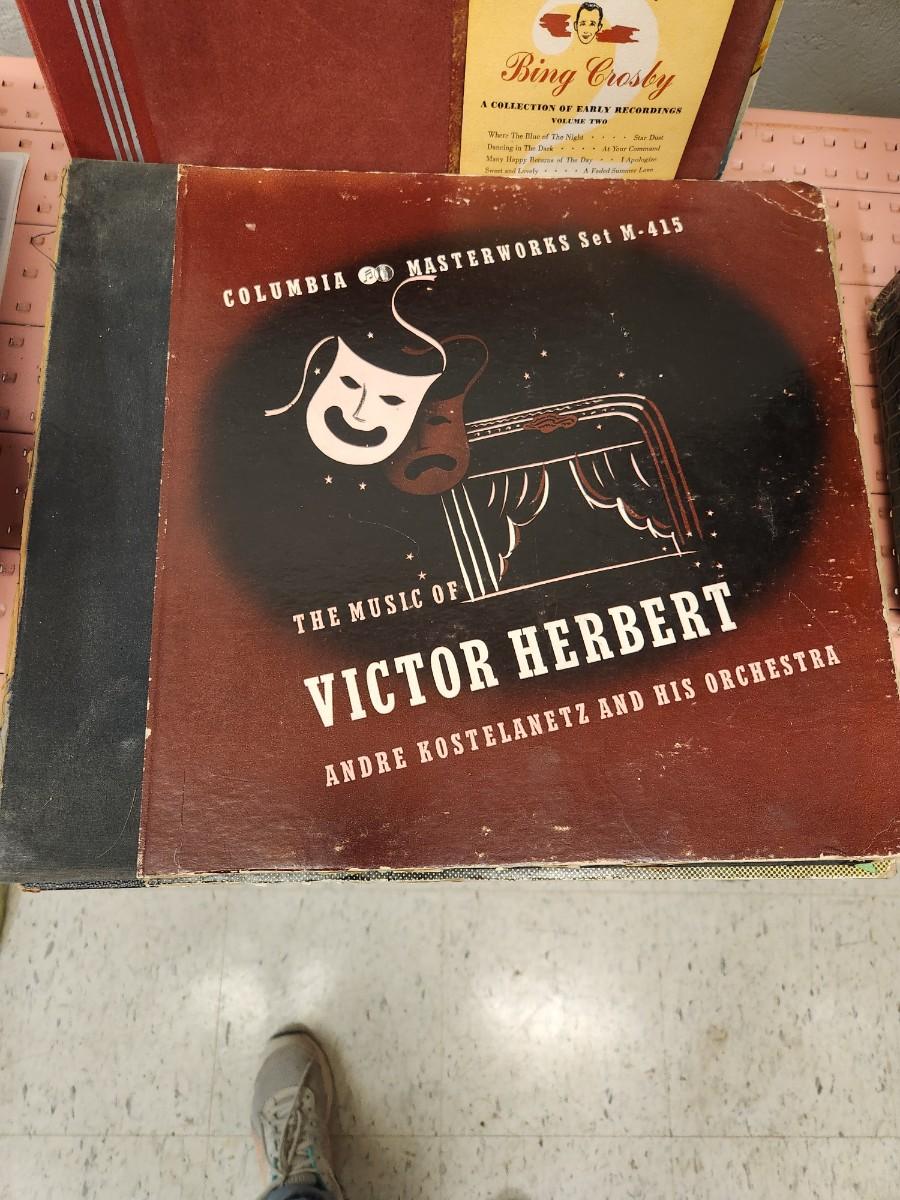 Bing Crosby
A COLLECTION OF EARLY RECORDINGS
VOLUME TWO
Where The Blue of The Night · · · · Star Dust
Dancing in The Dark · · · · At Your Command
Many Happy Returns of The Day · · I Apologize
Sweet and Lovely · · · · A Faded Summer Love
COLUMBIA MASTERWORKS Set M-415
THE MUSIC OF
VICTOR HERBERT
ANDRE KOSTELANETZ AND HIS ORCHESTRA